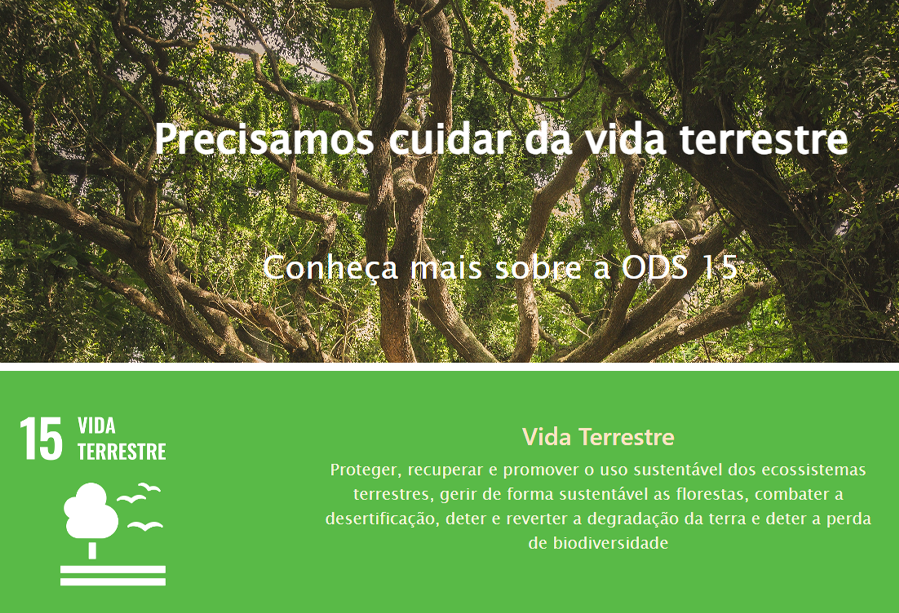 Precisamos cuidar da vida terrestre
Conheça mais sobre a ODS 15
15 VIDA
TERRESTRE
Vida Terrestre
Proteger, recuperar e promover o uso sustentável dos ecossistemas
terrestres, gerir de forma sustentável as florestas, combater a
desertificação, deter e reverter a degradação da terra e deter a perda
de biodiversidade